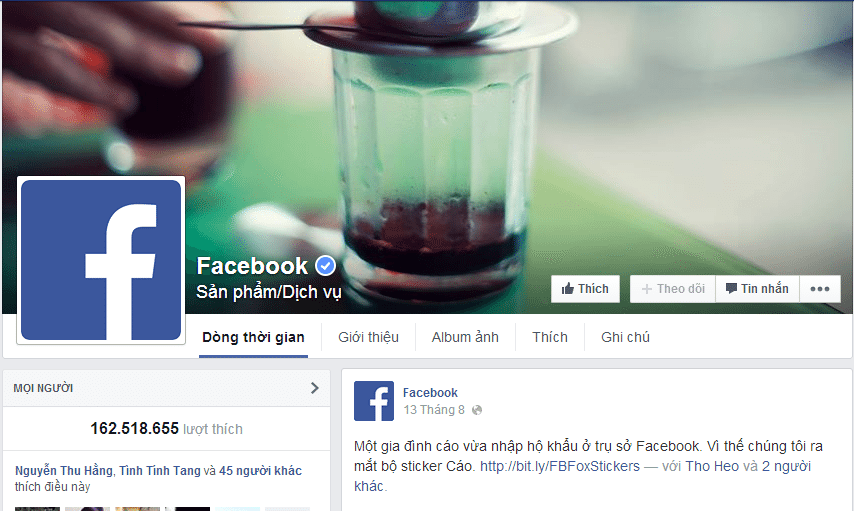 Facebook
Sản phẩm/Dịch vụ
Thích
Theo dõi
Tin nhắn
Dòng thời gian
Giới thiệu
Album ảnh
Thích
Ghi chú
MỌI NGƯỜI
162.518.655 lượt thích
Nguyễn Thu Hằng, Tinh Tinh Tang và 45 người khác
thích điều này
Facebook
13 Tháng 8
Một gia đình cáo vừa nhập hộ khẩu ở trụ sở Facebook. Vì thế chúng tôi ra
mắt bộ sticker Cáo. http://bit.ly/FBFoxStickers — với Tho Heo và 2 người
khác.